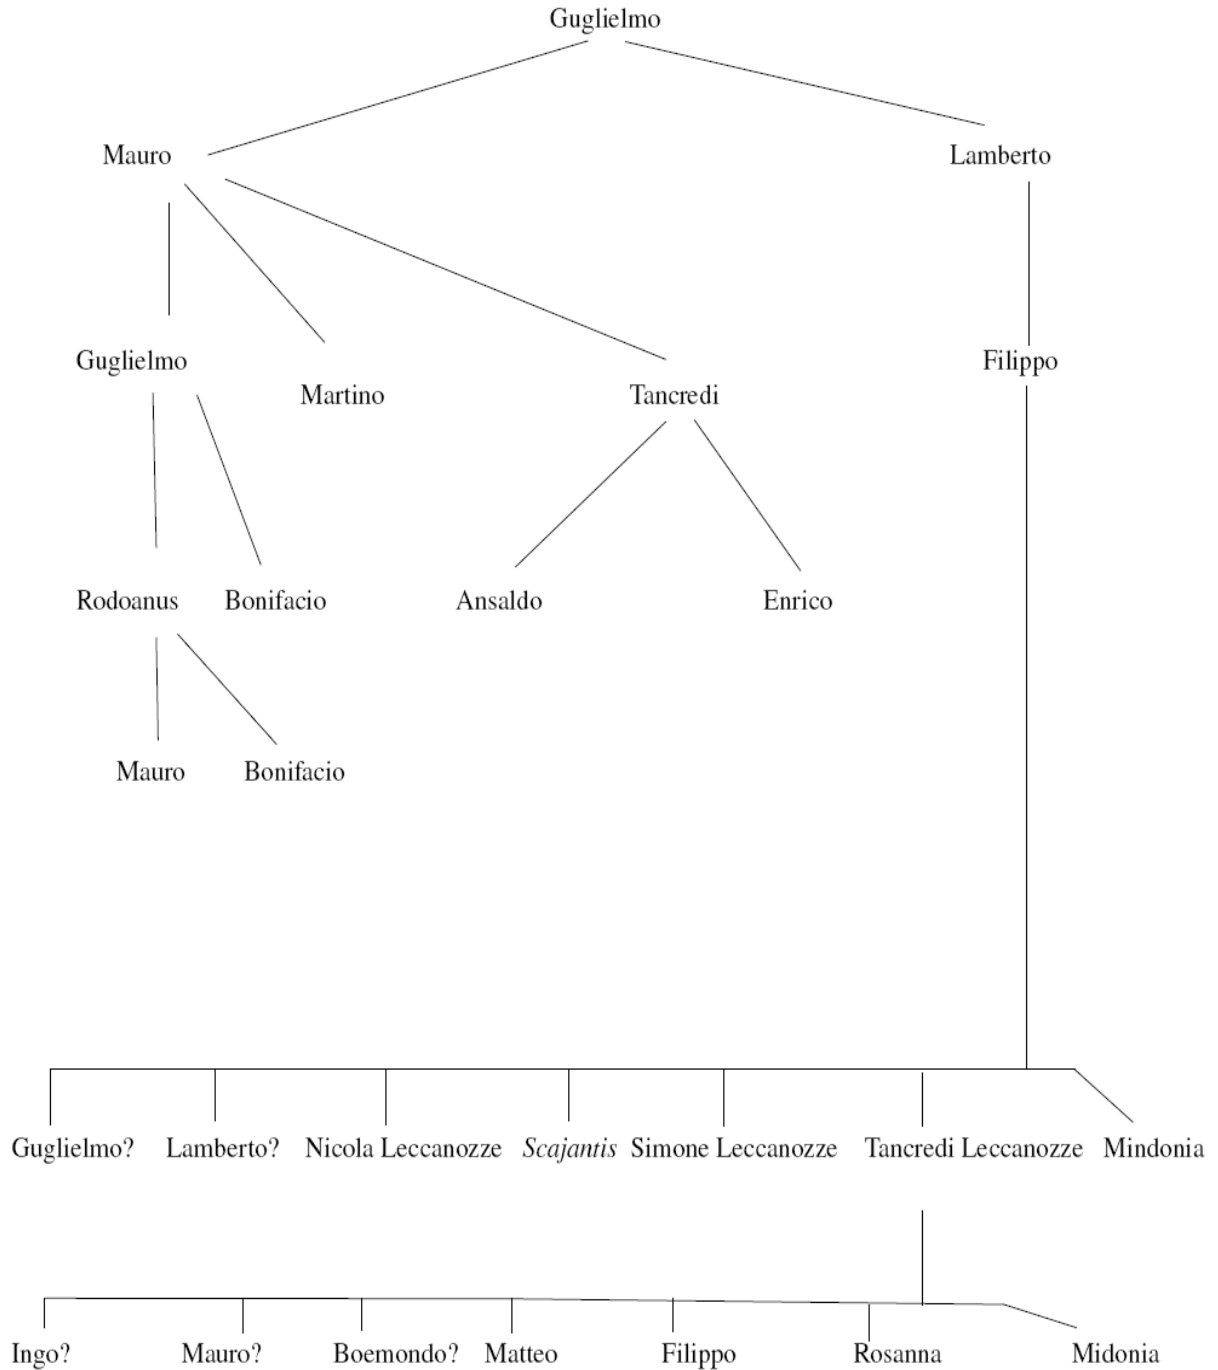 Guglielmo
Mauro Lamberto
Guglielmo Filippo
Martino Tancredi
Rodoanus Bonifacio Ansaldo Enrico
Mauro Bonifacio
Guglielmo? Lamberto? Nicola Leccanozze Scajantis Simone Leccanozze Tancredi Leccanozze Mindonia
Ingo? Mauro? Boemondo? Matteo Filippo Rosanna Midonia